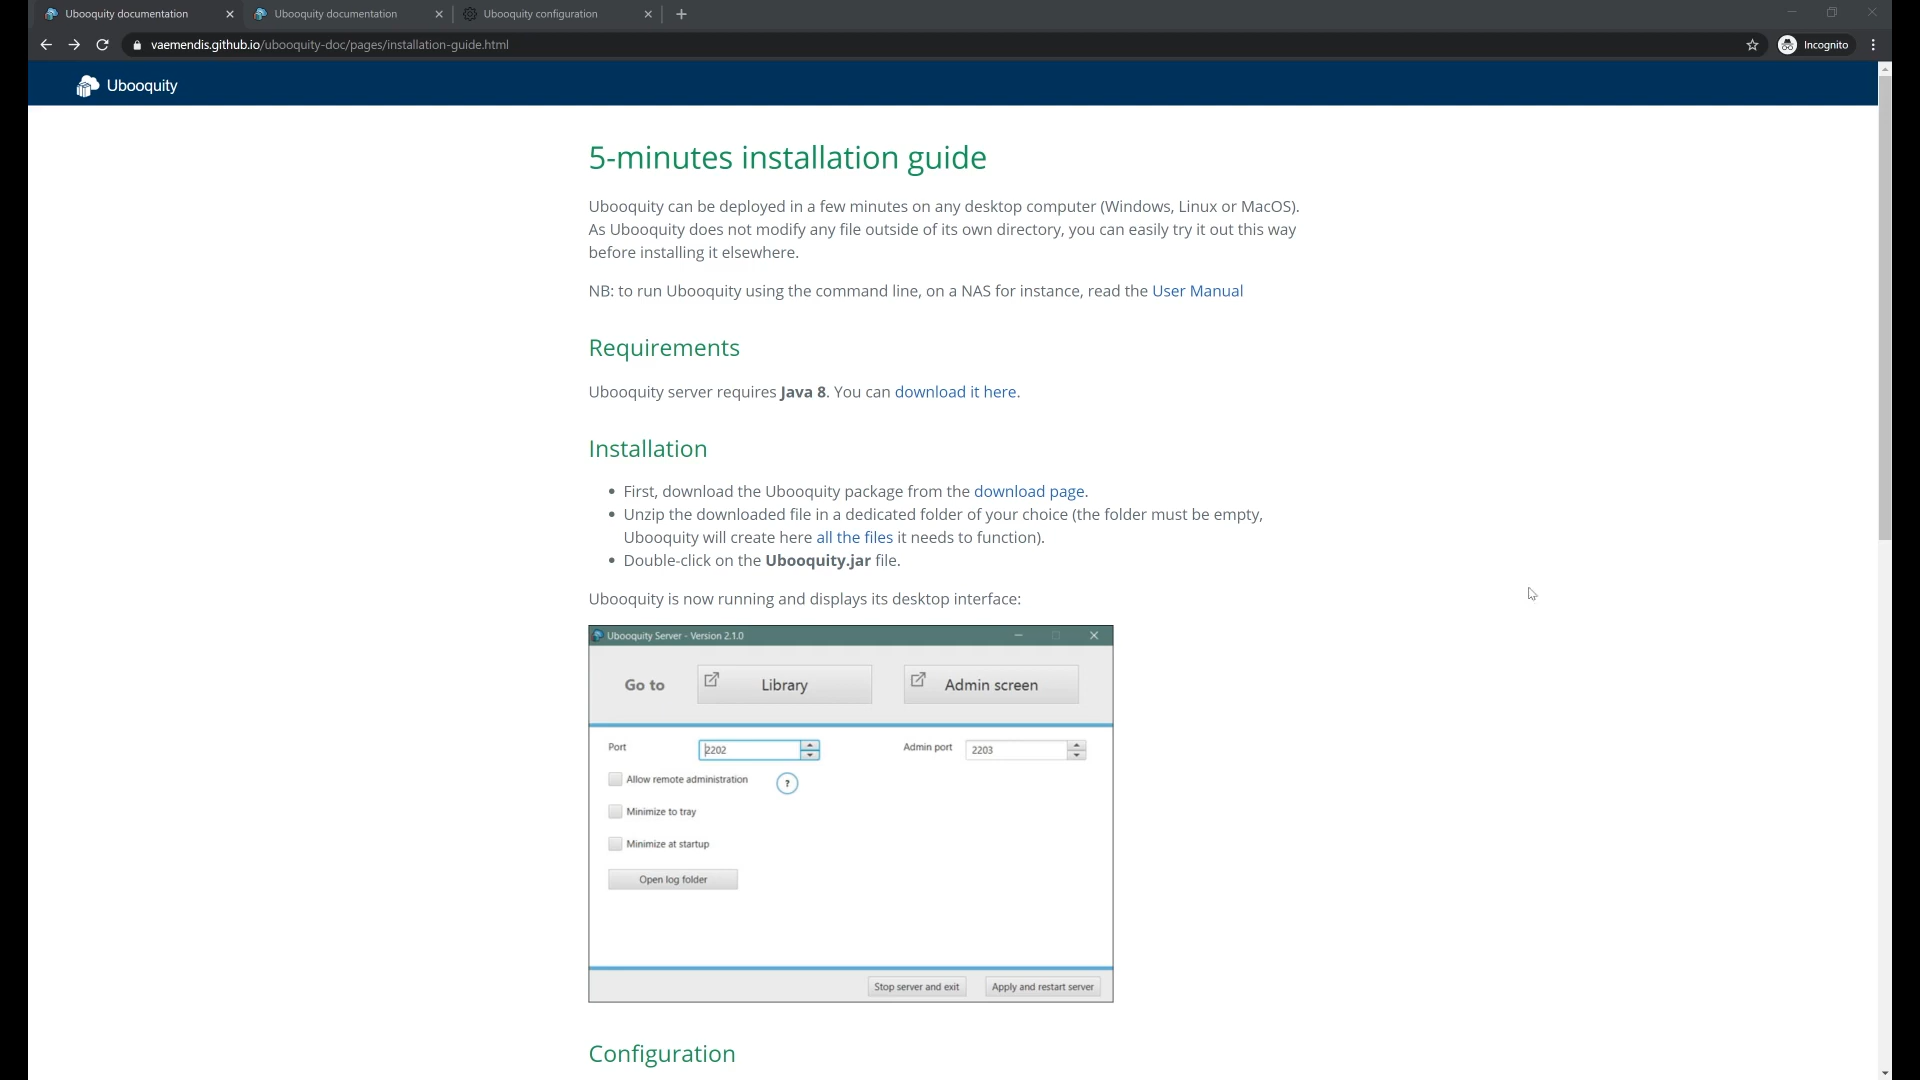 Ubooquity documentation
Ubooquity documentation
Ubooquity configuration
vaemendis.github.io/ubooquity-doc/pages/installation-guide.html
Incognito
Ubooquity
5-minutes installation guide
Ubooquity can be deployed in a few minutes on any desktop computer (Windows, Linux or MacOS).
As Ubooquity does not modify any file outside of its own directory, you can easily try it out this way
before installing it elsewhere.
NB: to run Ubooquity using the command line, on a NAS for instance, read the User Manual
Requirements
Ubooquity server requires Java 8. You can download it here.
Installation
• First, download the Ubooquity package from the download page.
• Unzip the downloaded file in a dedicated folder of your choice (the folder must be empty,
Ubooquity will create here all the files it needs to function).
• Double-click on the Ubooquity.jar file.
Ubooquity is now running and displays its desktop interface:
Ubooquity Server - Version 2.1.0
Go to
Library
Admin screen
Port
2202
Admin port
2203
Allow remote administration
?
Minimize to tray
Minimize at startup
Open log folder
Stop server and exit
Apply and restart server
Configuration